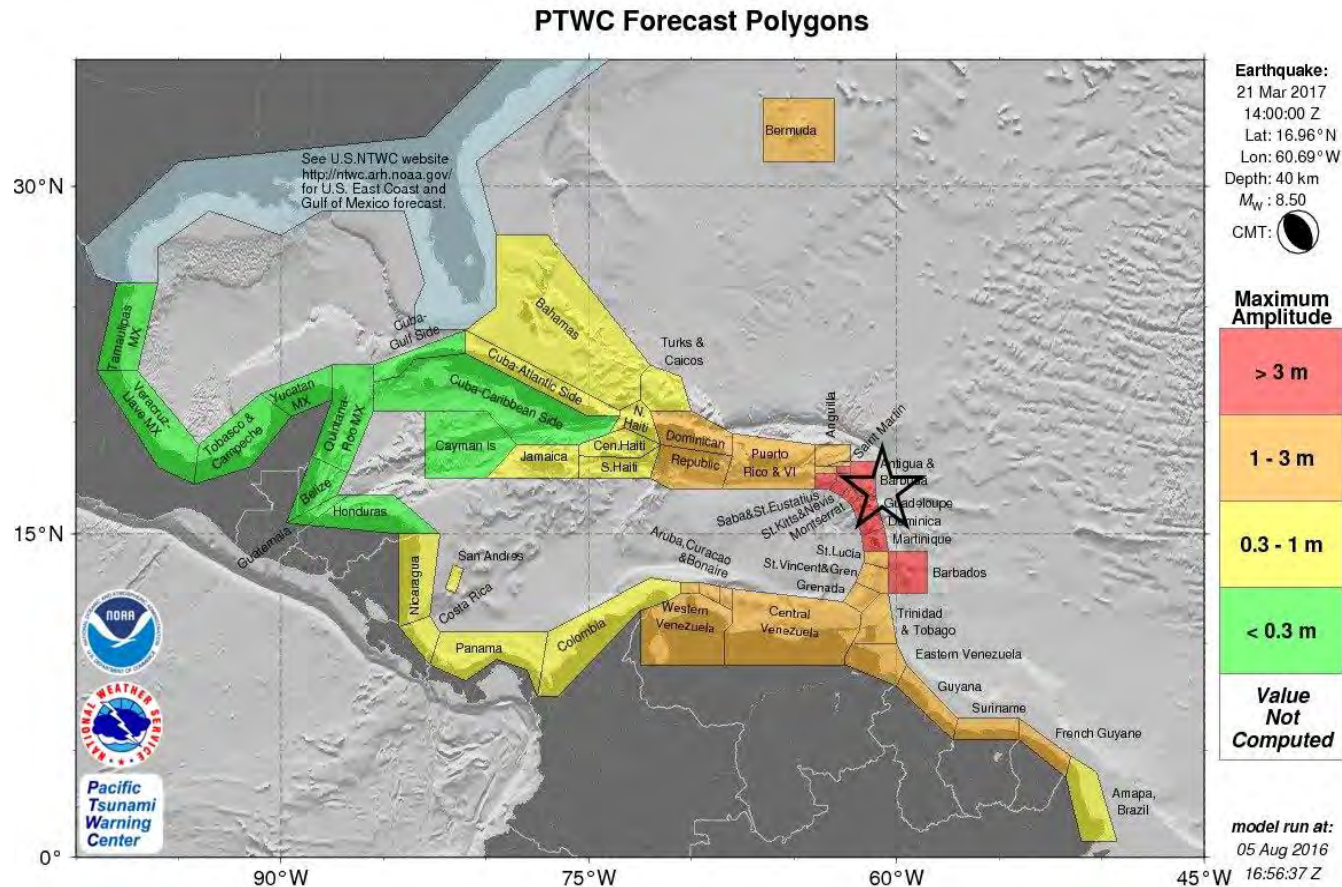 PTWC Forecast Polygons
Earthquake:
21 Mar 2017
14:00:00 Z
Lat: 16.96°N
Lon: 60.69°W
Depth: 40 km
MW : 8.50
CMT:
Maximum
Amplitude
> 3 m
1 - 3 m
0.3 - 1 m
< 0.3 m
Value
Not
Computed
model run at:
05 Aug 2016
16:56:37 Z
30°N
15°N
0°
90°W
75°W
60°W
45°W
See U.S.NTWC website
http://ntwc.arh.noaa.gov/
for U.S. East Coast and
Gulf of Mexico forecast.
Bermuda
Bahamas
Turks &
Caicos
Cuba-
Gulf Side
Cuba-Atlantic Side
Cuba-Caribbean Side
Tamaulipas
MX
Veracruz-
Llave MX
Tobasco &
Campeche
Yucatan
MX
Quintana-
Roo MX
Belize
Honduras
Guatemala
Cayman Is
Jamaica
N.
Haiti
Cen.Haiti
S.Haiti
Dominican
Republic
Puerto
Rico & VI
Anguilla
Saint Martin
Antigua &
Barbuda
Saba&St.Eustatius
St.Kitts&Nevis
Montserrat
Guadeloupe
Dominica
Martinique
St.Lucia
Barbados
St.Vincent&Gren
Grenada
Aruba,Curacao
&Bonaire
San Andres
Nicaragua
Costa Rica
Panama
Colombia
Western
Venezuela
Central
Venezuela
Trinidad
& Tobago
Eastern Venezuela
Guyana
Suriname
French Guyane
Amapa,
Brazil
NOAA
NATIONAL WEATHER SERVICE
Pacific
Tsunami
Warning
Center